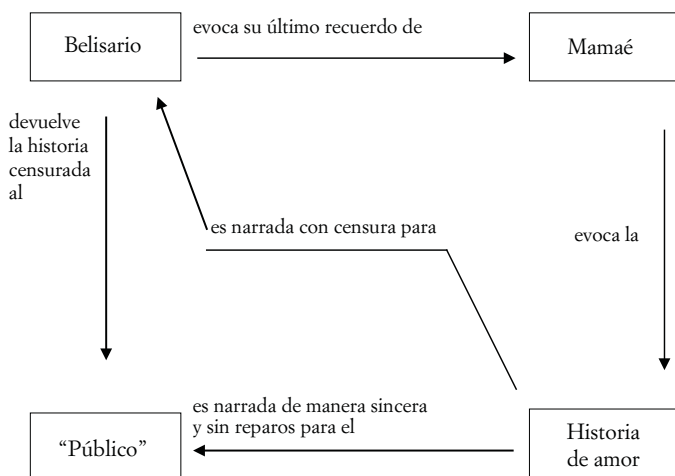 Belisario
evoca su último recuerdo de
Mamaé
devuelve
la historia
censurada
al
es narrada con censura para
evoca la
“Público”
es narrada de manera sincera
y sin reparos para el
Historia
de amor